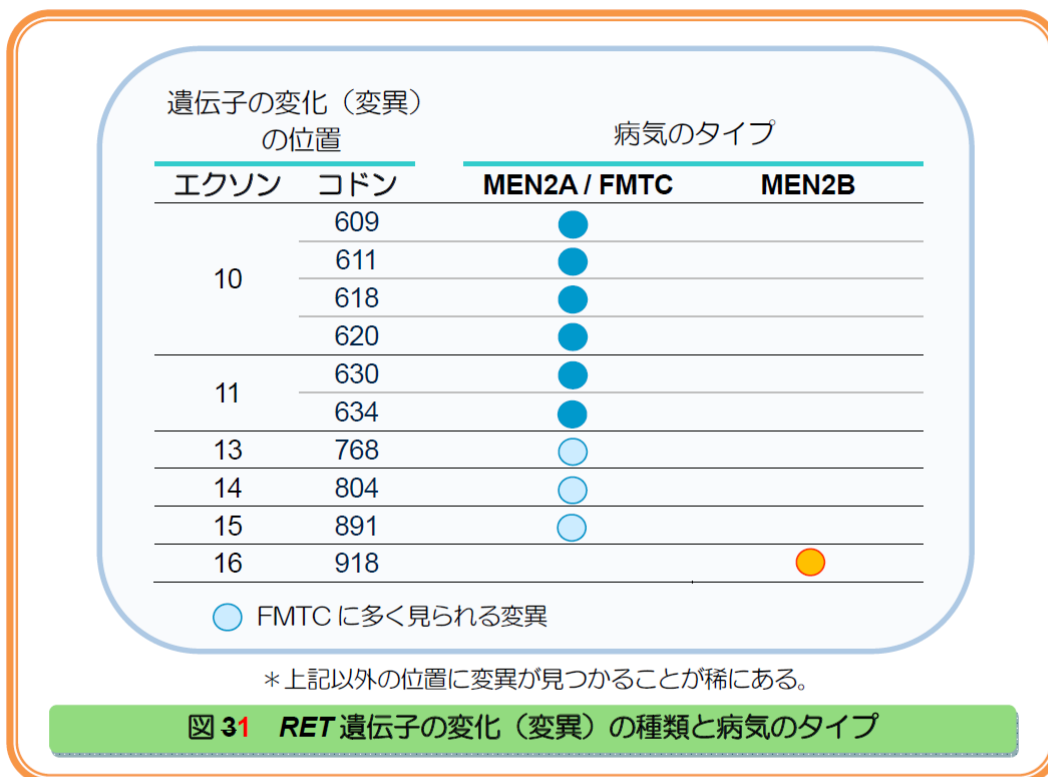 遺伝子の変化（変異）
の位置
病気のタイプ
エクソン コドン MEN2A / FMTC MEN2B
609
611
10
618
620
630
11
634
13 768
14 804
15 891
16 918
FMTC に多く見られる変異
＊上記以外の位置に変異が見つかることが稀にある。
図 31 RET 遺伝子の変化（変異）の種類と病気のタイプ